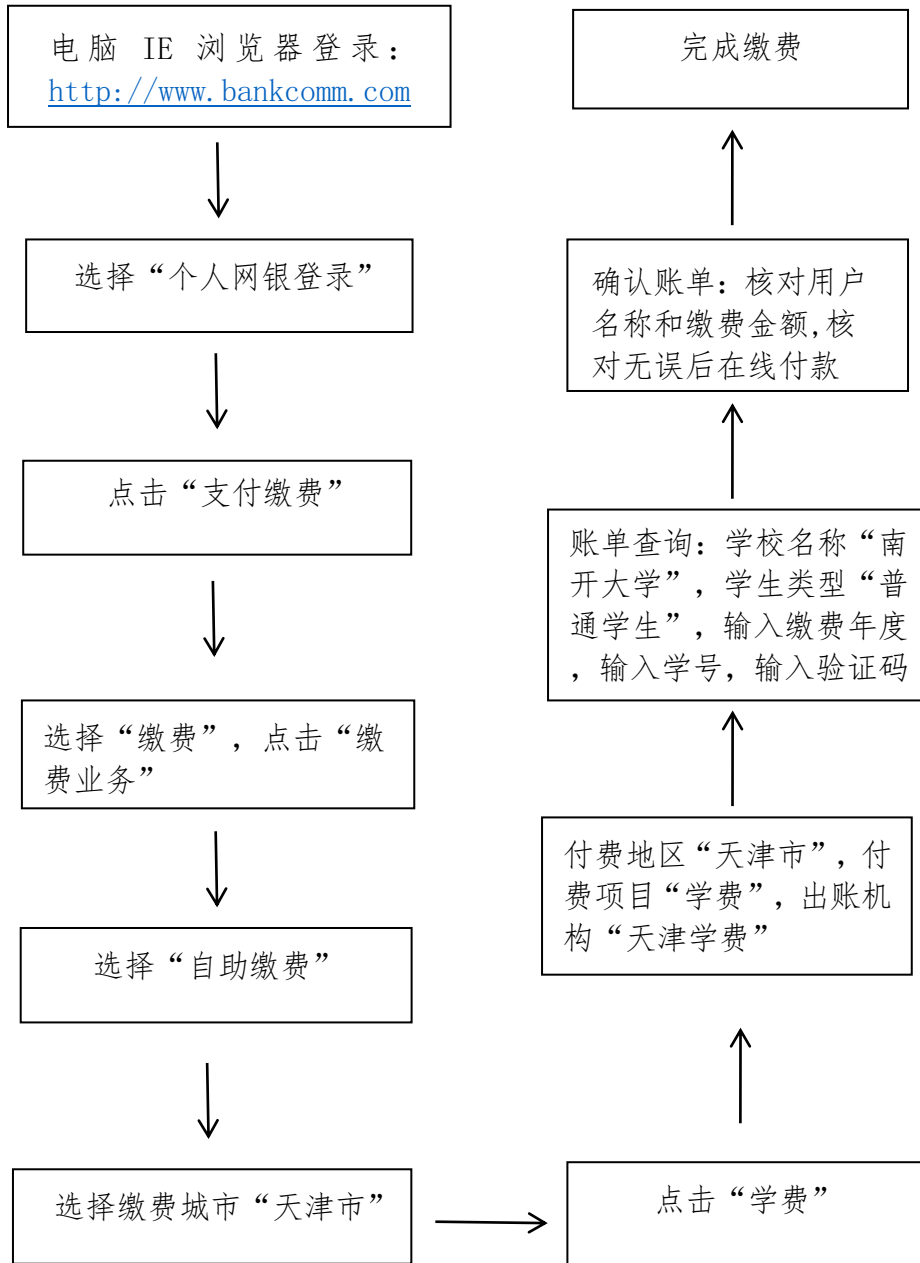 电脑 IE 浏览器登录：
http://www.bankcomm.com
选择“个人网银登录”
点击“支付缴费”
选择“缴费”，点击“缴
费业务”
选择“自助缴费”
选择缴费城市“天津市”
点击“学费”
付费地区“天津市”，付
费项目“学费”，出账机
构“天津学费”
账单查询：学校名称“南
开大学”，学生类型“普
通学生”，输入缴费年度
，输入学号，输入验证码
确认账单：核对用户
名称和缴费金额,核
对无误后在线付款
完成缴费